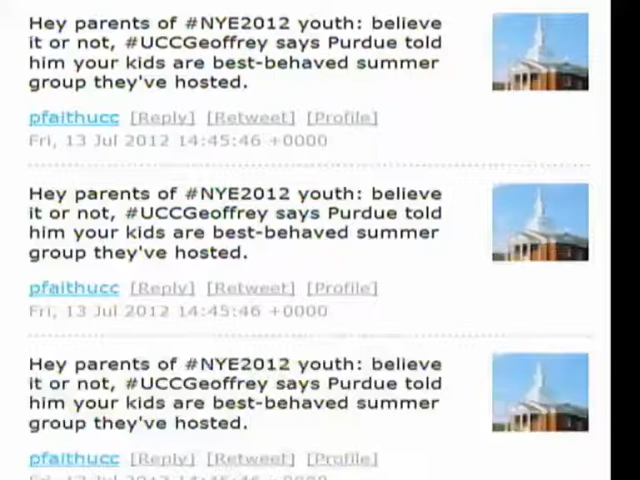 Hey parents of #NYE2012 youth: believe
it or not, #UCCGeoffrey says Purdue told
him your kids are best-behaved summer
group they've hosted.
pfaithucc [Reply] [Retweet] [Profile]
Fri, 13 Jul 2012 14:45:46 +0000
Hey parents of #NYE2012 youth: believe
it or not, #UCCGeoffrey says Purdue told
him your kids are best-behaved summer
group they've hosted.
pfaithucc [Reply] [Retweet] [Profile]
Fri, 13 Jul 2012 14:45:46 +0000
Hey parents of #NYE2012 youth: believe
it or not, #UCCGeoffrey says Purdue told
him your kids are best-behaved summer
group they've hosted.
pfaithucc [Reply] [Retweet] [Profile]